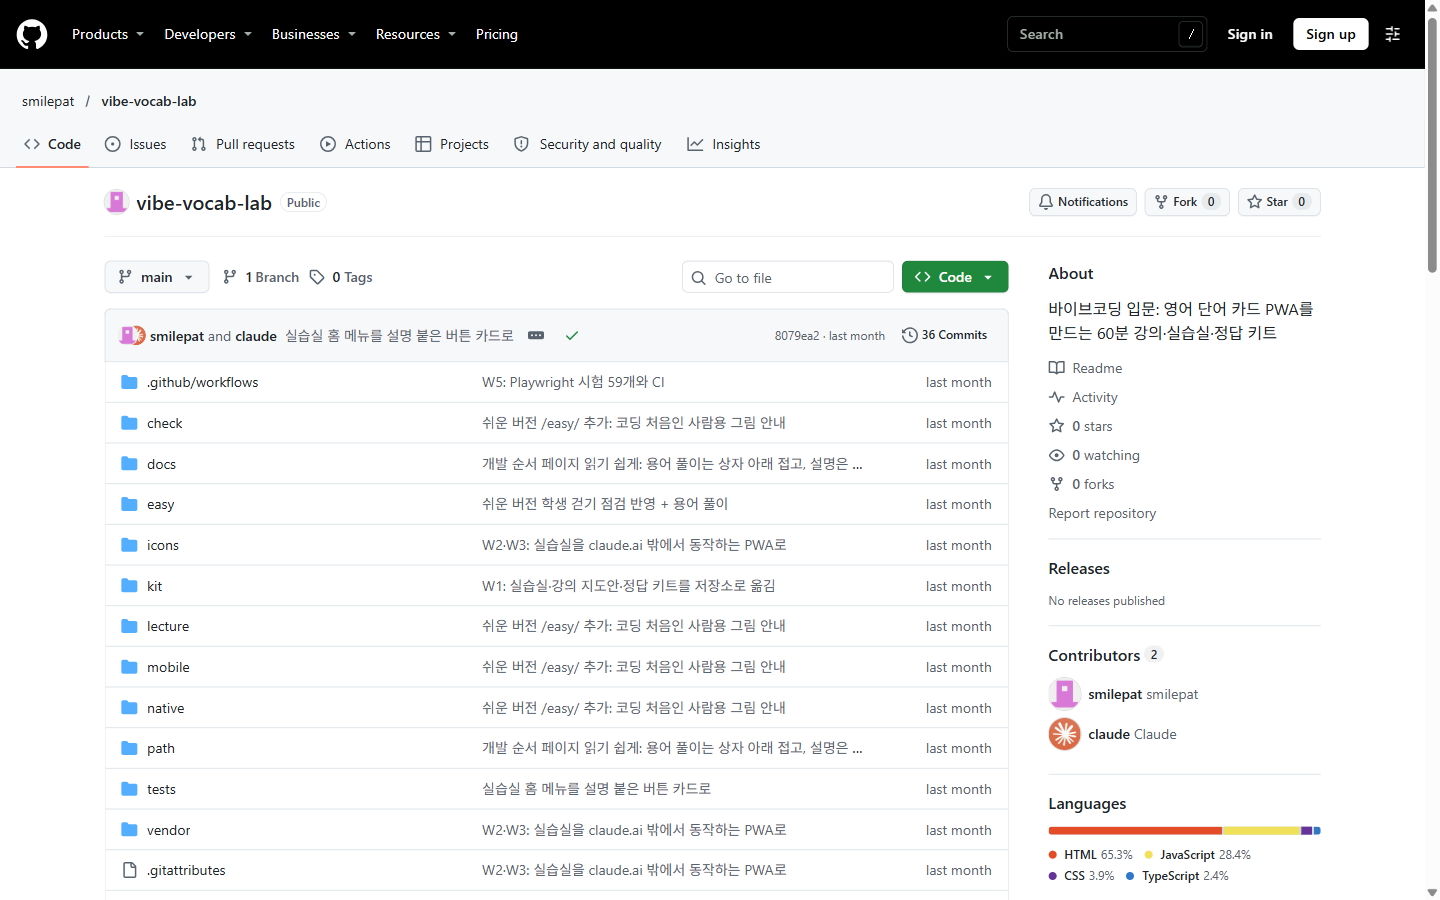 Products
Developers
Businesses
Resources
Pricing
Search
/
Sign in
Sign up
smilepat / vibe-vocab-lab
Code
Issues
Pull requests
Actions
Projects
Security and quality
Insights
vibe-vocab-lab
Public
Notifications
Fork 0
Star 0
main
1 Branch
0 Tags
Go to file
Code
smilepat and claude 실습실 홈 메뉴를 설명 붙은 버튼 카드로
8079ea2 · last month
36 Commits
.github/workflows W5: Playwright 시험 59개와 CI last month
check 쉬운 버전 /easy/ 추가: 코딩 처음인 사람용 그림 안내 last month
docs 개발 순서 페이지 읽기 쉽게: 용어 풀이는 상자 아래 접고, 설명은 ... last month
easy 쉬운 버전 학생 걷기 점검 반영 + 용어 풀이 last month
icons W2·W3: 실습실을 claude.ai 밖에서 동작하는 PWA로 last month
kit W1: 실습실·강의 지도안·정답 키트를 저장소로 옮김 last month
lecture 쉬운 버전 /easy/ 추가: 코딩 처음인 사람용 그림 안내 last month
mobile 쉬운 버전 /easy/ 추가: 코딩 처음인 사람용 그림 안내 last month
native 쉬운 버전 /easy/ 추가: 코딩 처음인 사람용 그림 안내 last month
path 개발 순서 페이지 읽기 쉽게: 용어 풀이는 상자 아래 접고, 설명은 ... last month
tests 실습실 홈 메뉴를 설명 붙은 버튼 카드로 last month
vendor W2·W3: 실습실을 claude.ai 밖에서 동작하는 PWA로 last month
.gitattributes W2·W3: 실습실을 claude.ai 밖에서 동작하는 PWA로 last month
About
바이브코딩 입문: 영어 단어 카드 PWA를
만드는 60분 강의·실습실·정답 키트
Readme
Activity
0 stars
0 watching
0 forks
Report repository
Releases
No releases published
Contributors 2
smilepat smilepat
claude Claude
Languages
HTML 65.3%
JavaScript 28.4%
CSS 3.9%
TypeScript 2.4%